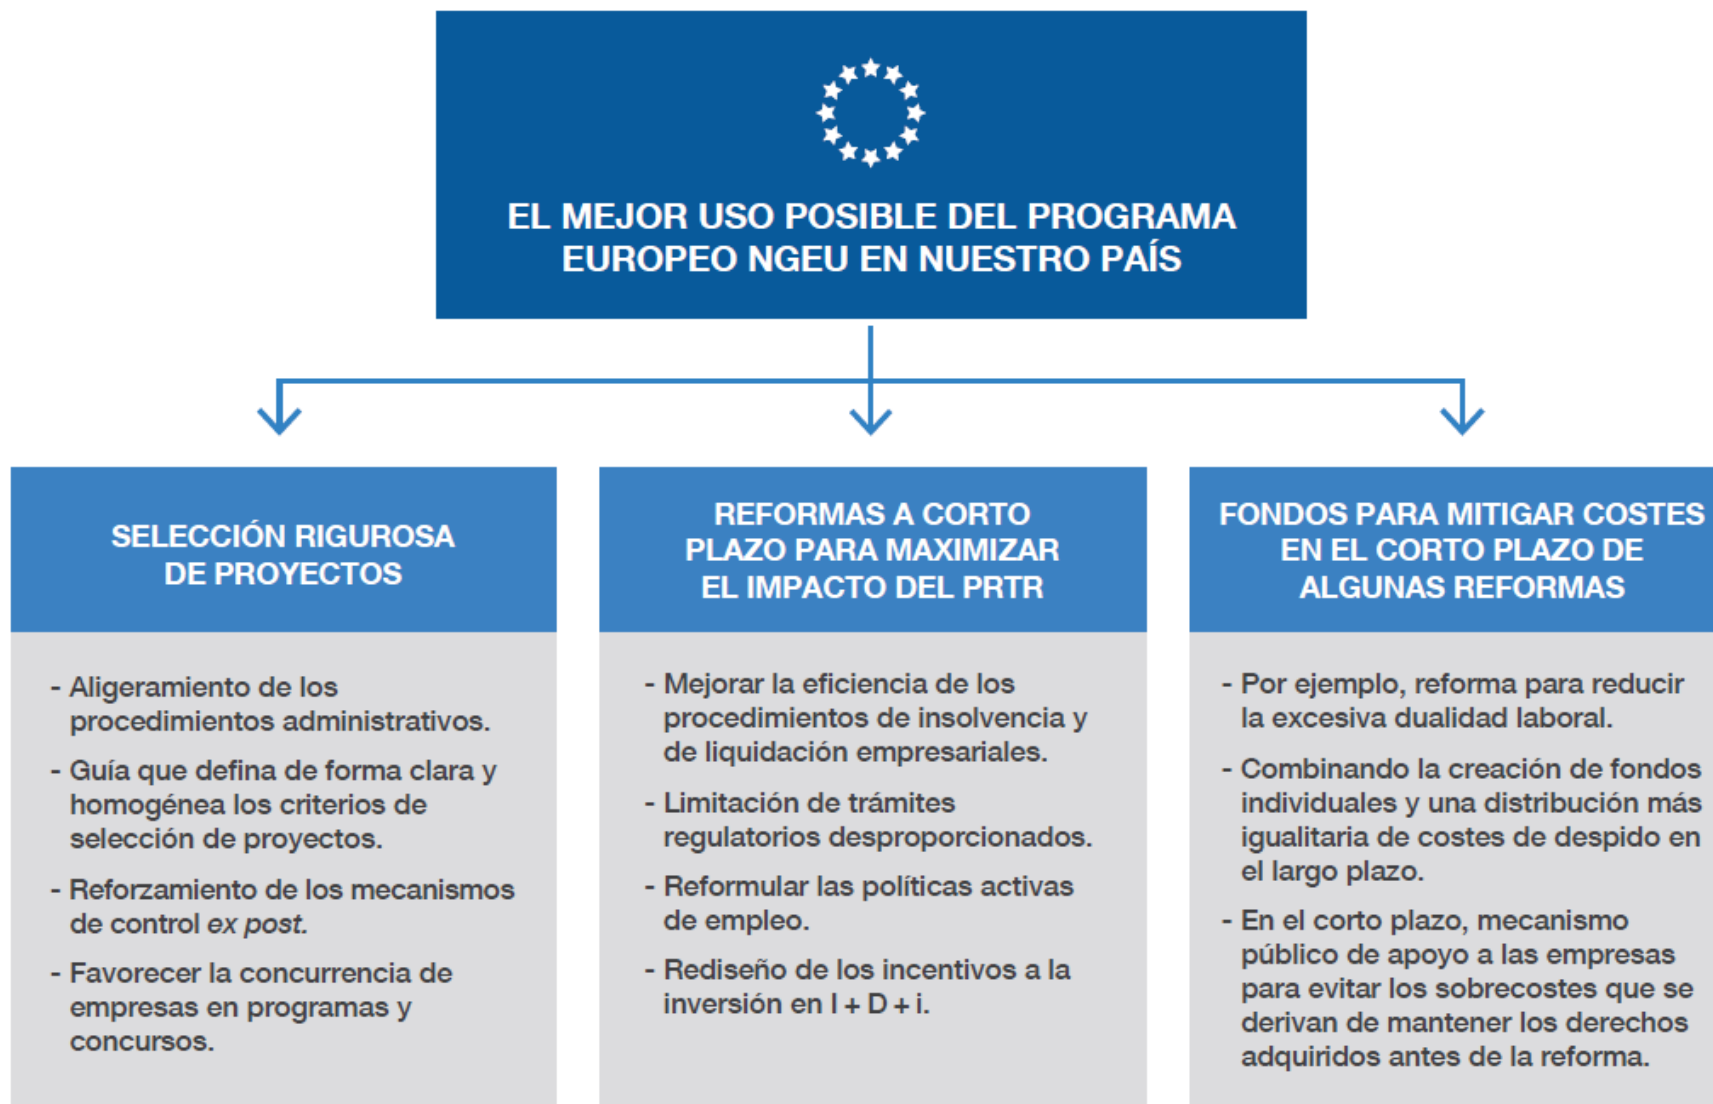 EL MEJOR USO POSIBLE DEL PROGRAMA
EUROPEO NGEU EN NUESTRO PAÍS
SELECCIÓN RIGUROSA
DE PROYECTOS
- Aligeramiento de los
procedimientos administrativos.
- Guía que defina de forma clara y
homogénea los criterios de
selección de proyectos.
- Reforzamiento de los mecanismos
de control ex post.
- Favorecer la concurrencia de
empresas en programas y
concursos.
REFORMAS A CORTO
PLAZO PARA MAXIMIZAR
EL IMPACTO DEL PRTR
- Mejorar la eficiencia de los
procedimientos de insolvencia y
de liquidación empresariales.
- Limitación de trámites
regulatorios desproporcionados.
- Reformular las políticas activas
de empleo.
- Rediseño de los incentivos a la
inversión en I + D + i.
FONDOS PARA MITIGAR COSTES
EN EL CORTO PLAZO DE
ALGUNAS REFORMAS
- Por ejemplo, reforma para reducir
la excesiva dualidad laboral.
- Combinando la creación de fondos
individuales y una distribución más
igualitaria de costes de despido en
el largo plazo.
- En el corto plazo, mecanismo
público de apoyo a las empresas
para evitar los sobrecostes que se
derivan de mantener los derechos
adquiridos antes de la reforma.